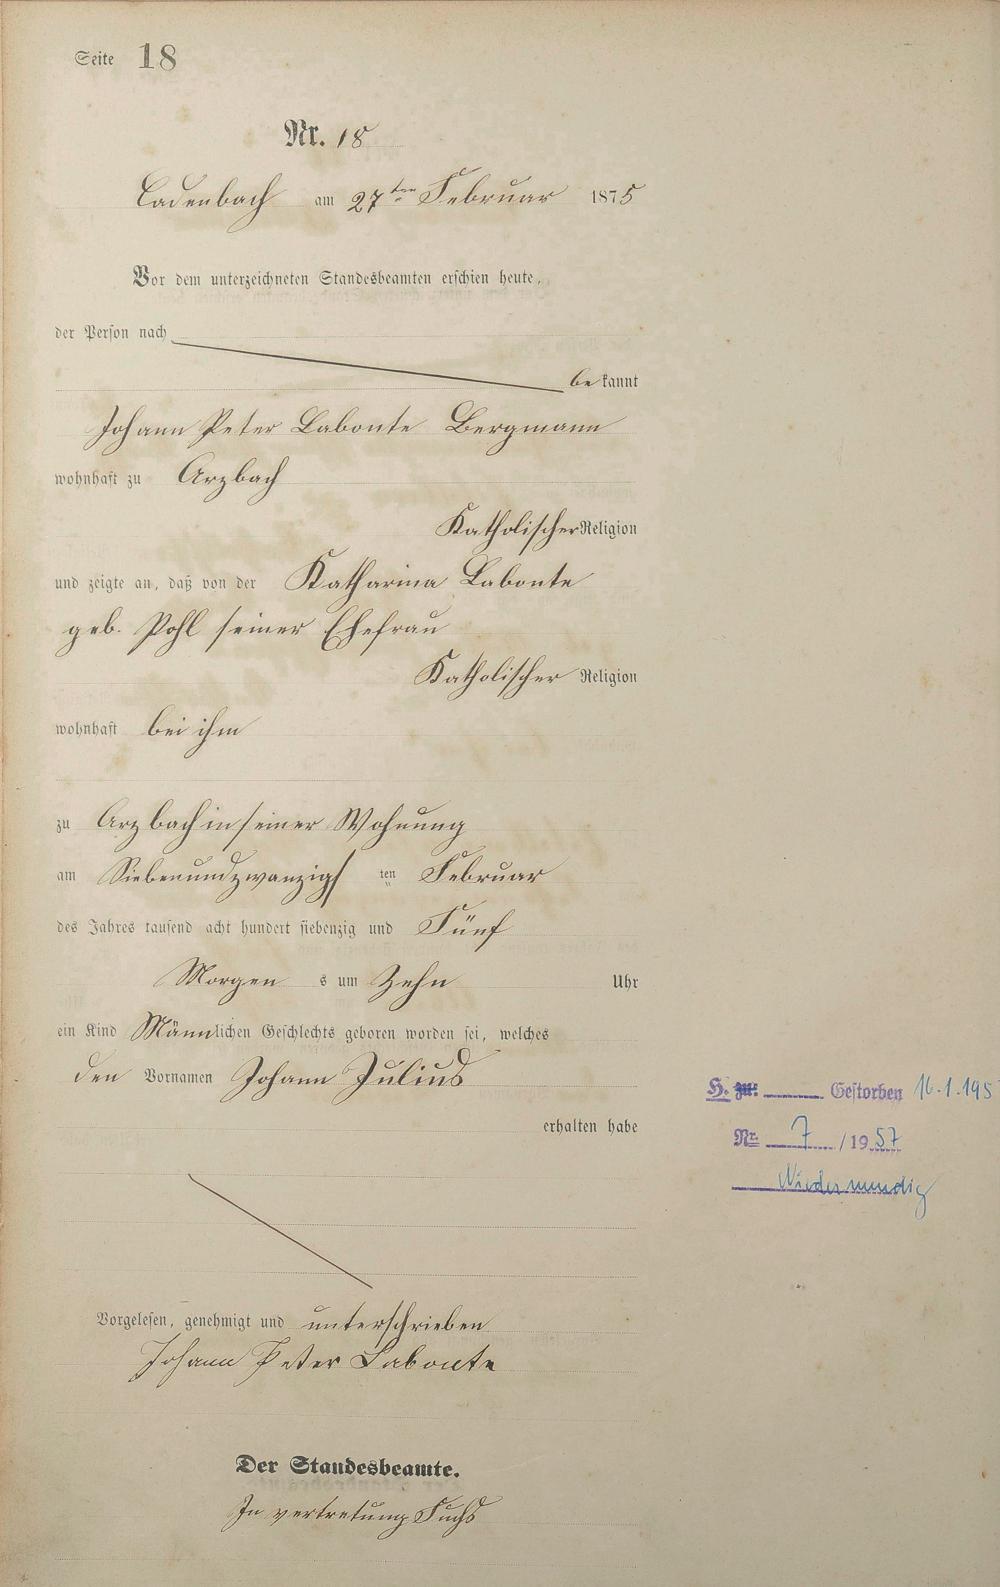 Seite 18
Nr. 18
Cadenbach am 27ten Februar 1875
Vor dem unterzeichneten Standesbeamten erschien heute,
der Person nach
bekannt
Johann Peter Labonte Bergmann
wohnhaft zu Arzbach
Katholischer Religion
und zeigte an, daß von der Katharina Labonte
geb. Pohl seiner Ehefrau
Katholischer Religion
wohnhaft bei ihm
zu Arzbach in seiner Wohnung
am Siebenundzwanzigsten Februar
des Jahres tausend acht hundert siebenzig und Fünf
Morgens um Zehn Uhr
ein Kind Männlichen Geschlechts geboren worden sei, welches
den Vornamen Johann Julius
erhalten habe
H. zu: Gestorben 16.1.195
Nr. 7/1957
Vorgelesen, genehmigt und unterschrieben
Johann Peter Labonte
Der Standesbeamte.
In vertretung Fuchs